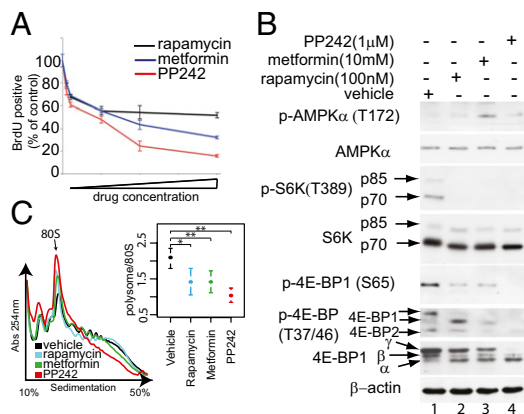 A
rapamycin
metformin
PP242
BrdU positive
(% of control)
100
80
60
40
20
0
drug concentration
B
PP242(1μM) - - - +
metformin(10mM) - - + -
rapamycin(100nM) - + - -
vehicle + - - -
p-AMPKα (T172)
AMPKα
p-S6K(T389)
p85
p70
S6K
p85
p70
p-4E-BP1 (S65)
p-4E-BP
(T37/46)
4E-BP1
4E-BP2
4E-BP1
γ
β
α
β-actin
1 2 3 4
C
80S
Abs 254nm
vehicle
rapamycin
metformin
PP242
10% Sedimentation 50%
polysome/80S
2.5
1.5
0.5
**
**
*
Vehicle
Rapamycin
Metformin
PP242